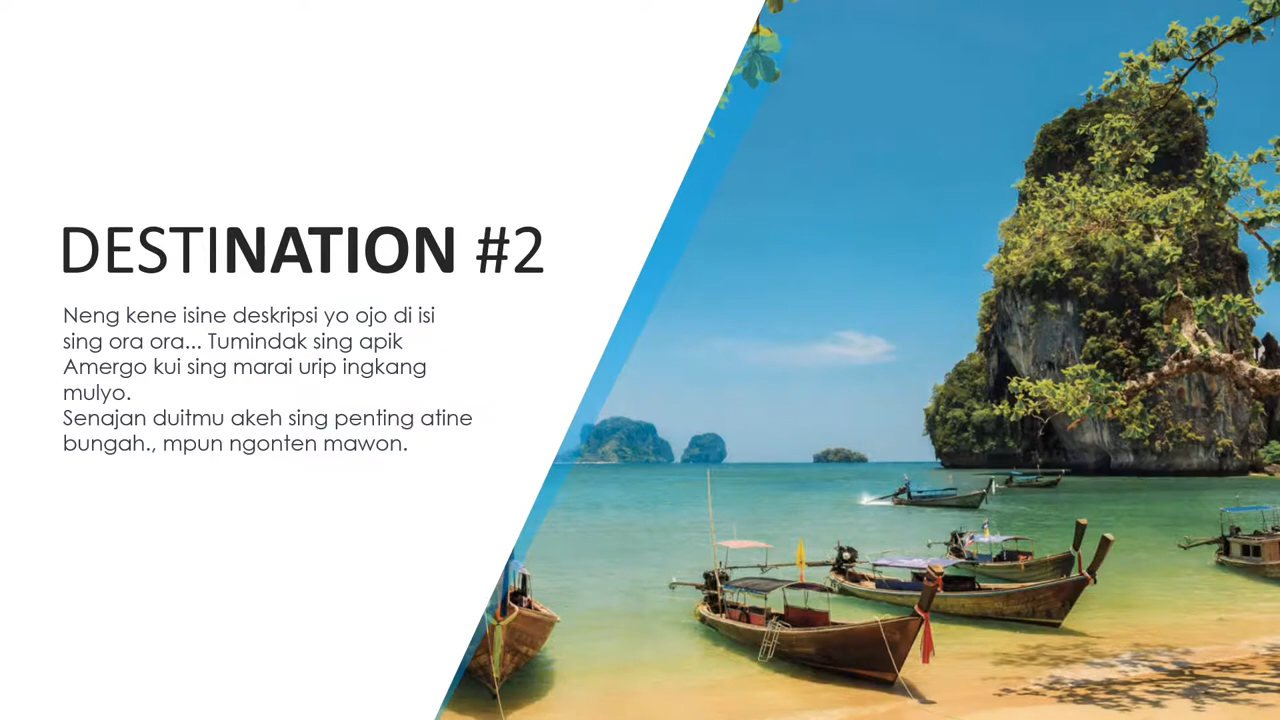 DESTINATION #2
Neng kene isine deskripsi yo ojo di isi
sing ora ora... Tumindak sing apik
Amergo kui sing marai urip ingkang
mulyo.
Senajan duitmu akeh sing penting atine
bungah., mpun ngonten mawon.